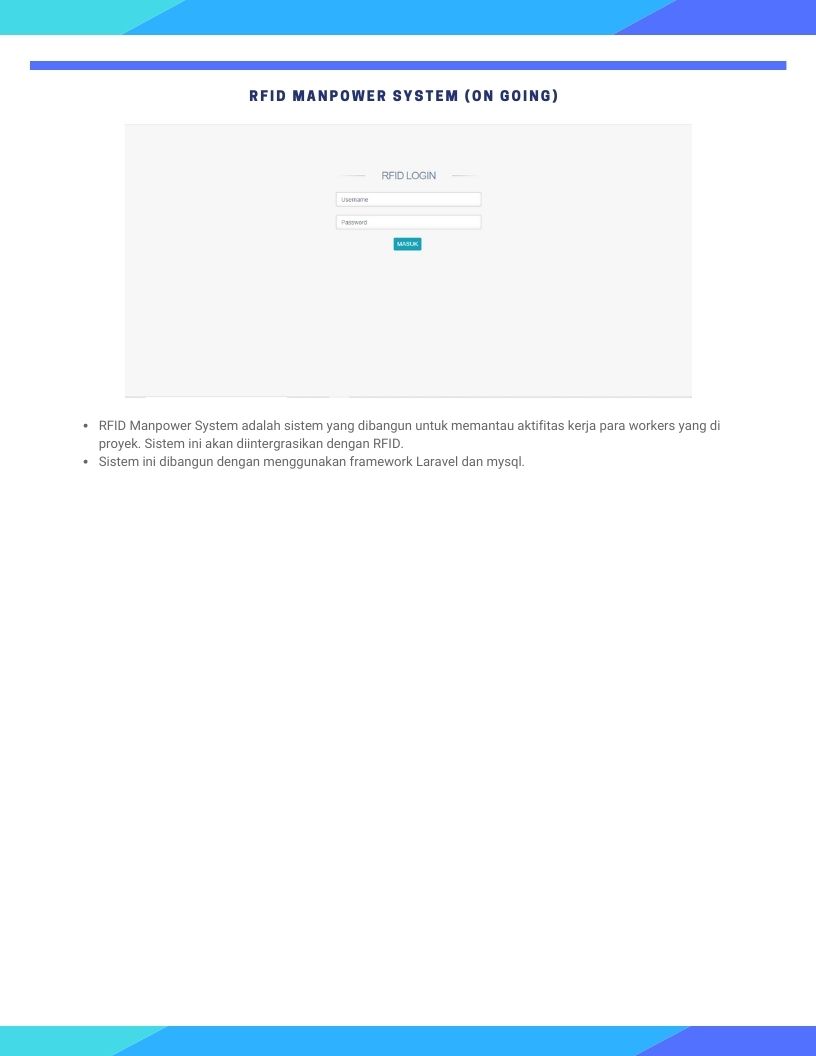 RFID MANPOWER SYSTEM (ON GOING)
RFID LOGIN
Username
Password
MASUK
• RFID Manpower System adalah sistem yang dibangun untuk memantau aktifitas kerja para workers yang di
proyek. Sistem ini akan diintergrasikan dengan RFID.
• Sistem ini dibangun dengan menggunakan framework Laravel dan mysql.